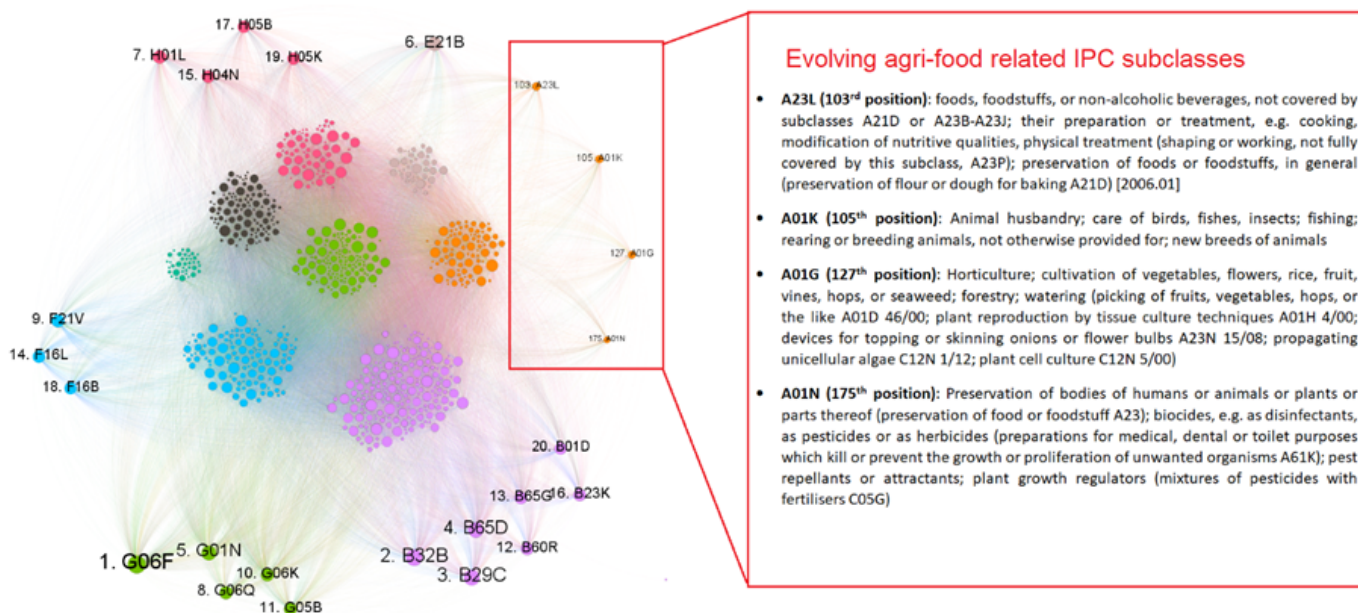 17. H05B
7. H01L
19. H05K
15. H04N
6. E21B
103. A23L
105. A01K
127. A01G
175. A01N
9. F21V
14. F16L
18. F16B
20. B01D
13. B65G
16. B23K
4. B65D
12. B60R
2. B32B
3. B29C
1. G06F
5. G01N
10. G06K
8. G06Q
11. G05B
Evolving agri-food related IPC subclasses
• A23L (103rd position): foods, foodstuffs, or non-alcoholic beverages, not covered by
subclasses A21D or A23B-A23J; their preparation or treatment, e.g. cooking,
modification of nutritive qualities, physical treatment (shaping or working, not fully
covered by this subclass, A23P); preservation of foods or foodstuffs, in general
(preservation of flour or dough for baking A21D) [2006.01]
• A01K (105th position): Animal husbandry; care of birds, fishes, insects; fishing;
rearing or breeding animals, not otherwise provided for; new breeds of animals
• A01G (127th position): Horticulture; cultivation of vegetables, flowers, rice, fruit,
vines, hops, or seaweed; forestry; watering (picking of fruits, vegetables, hops, or
the like A01D 46/00; plant reproduction by tissue culture techniques A01H 4/00;
devices for topping or skinning onions or flower bulbs A23N 15/08; propagating
unicellular algae C12N 1/12; plant cell culture C12N 5/00)
• A01N (175th position): Preservation of bodies of humans or animals or plants or
parts thereof (preservation of food or foodstuff A23); biocides, e.g. as disinfectants,
as pesticides or as herbicides (preparations for medical, dental or toilet purposes
which kill or prevent the growth or proliferation of unwanted organisms A61K); pest
repellants or attractants; plant growth regulators (mixtures of pesticides with
fertilisers C05G)